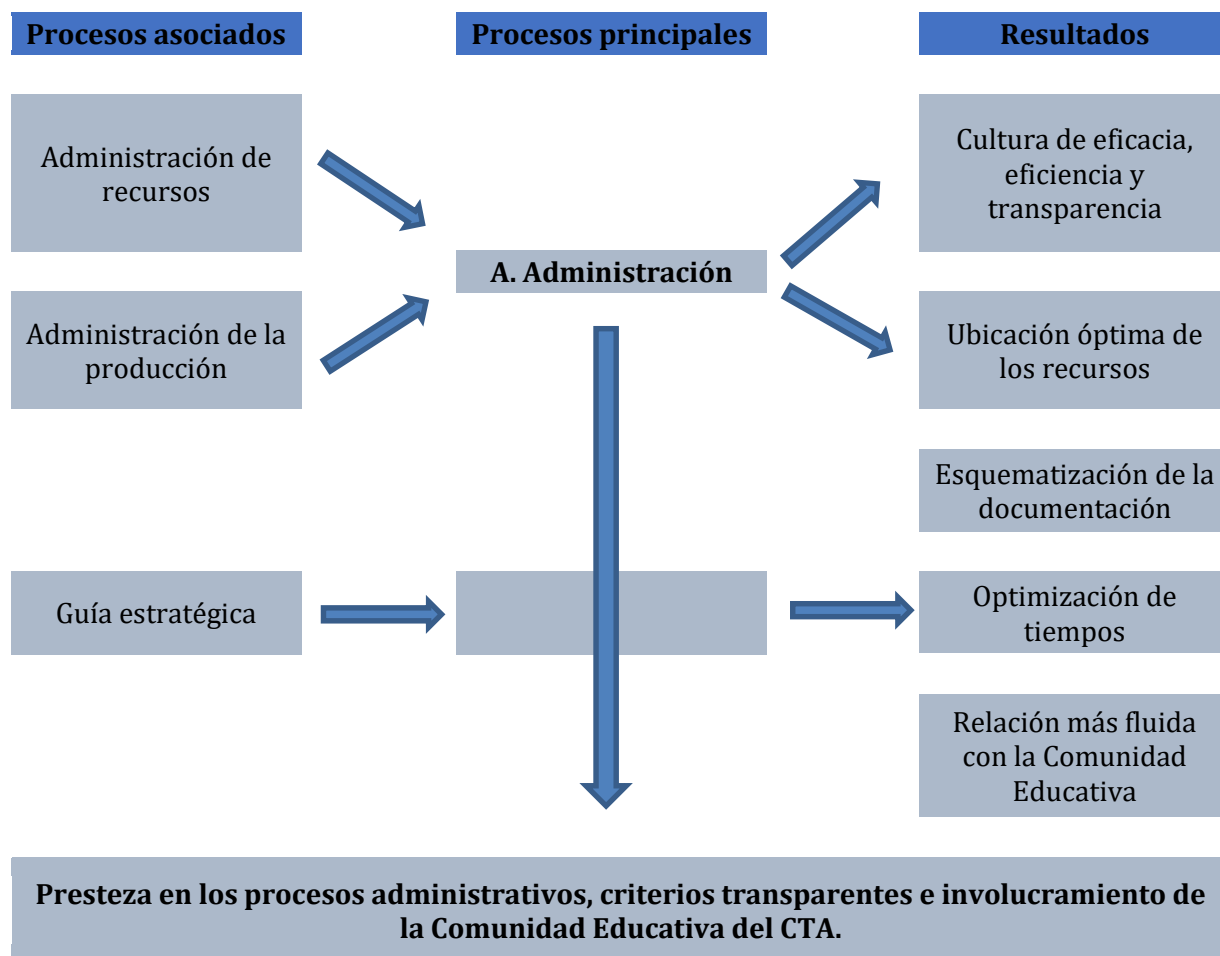 Procesos asociados
Procesos principales
Resultados
Administración de
recursos
Cultura de eficacia,
eficiencia y
transparencia
A. Administración
Administración de la
producción
Ubicación óptima de
los recursos
Esquematización de la
documentación
Guía estratégica
Optimización de
tiempos
Relación más fluida
con la Comunidad
Educativa
Presteza en los procesos administrativos, criterios transparentes e involucramiento de
la Comunidad Educativa del CTA.